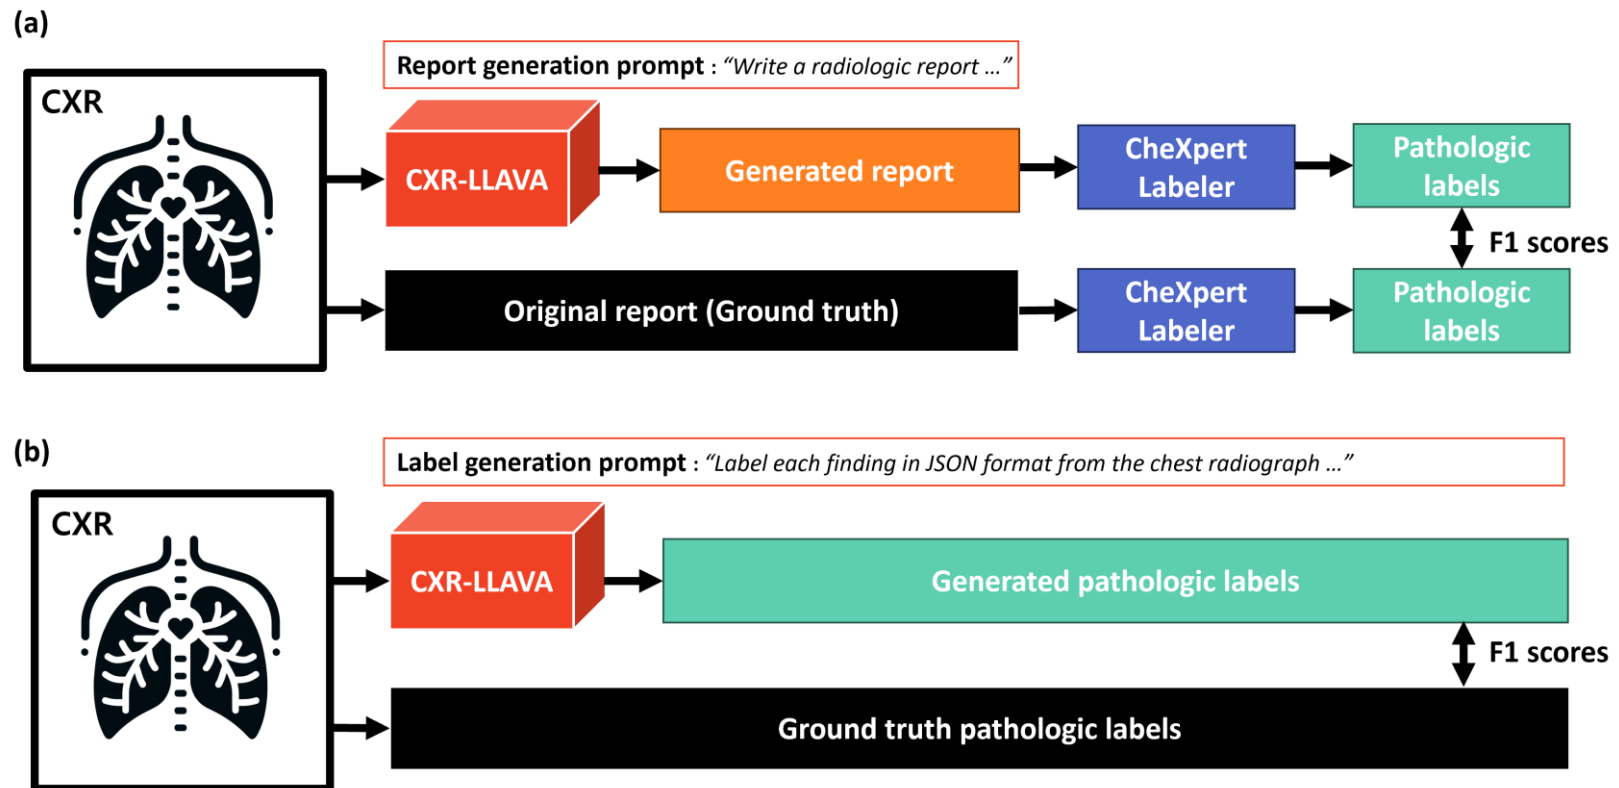 (a)
CXR
Report generation prompt : “Write a radiologic report ...”
CXR-LLAVA
Generated report
CheXpert
Labeler
Pathologic
labels
F1 scores
Original report (Ground truth)
CheXpert
Labeler
Pathologic
labels
(b)
CXR
Label generation prompt : “Label each finding in JSON format from the chest radiograph ...”
CXR-LLAVA
Generated pathologic labels
F1 scores
Ground truth pathologic labels